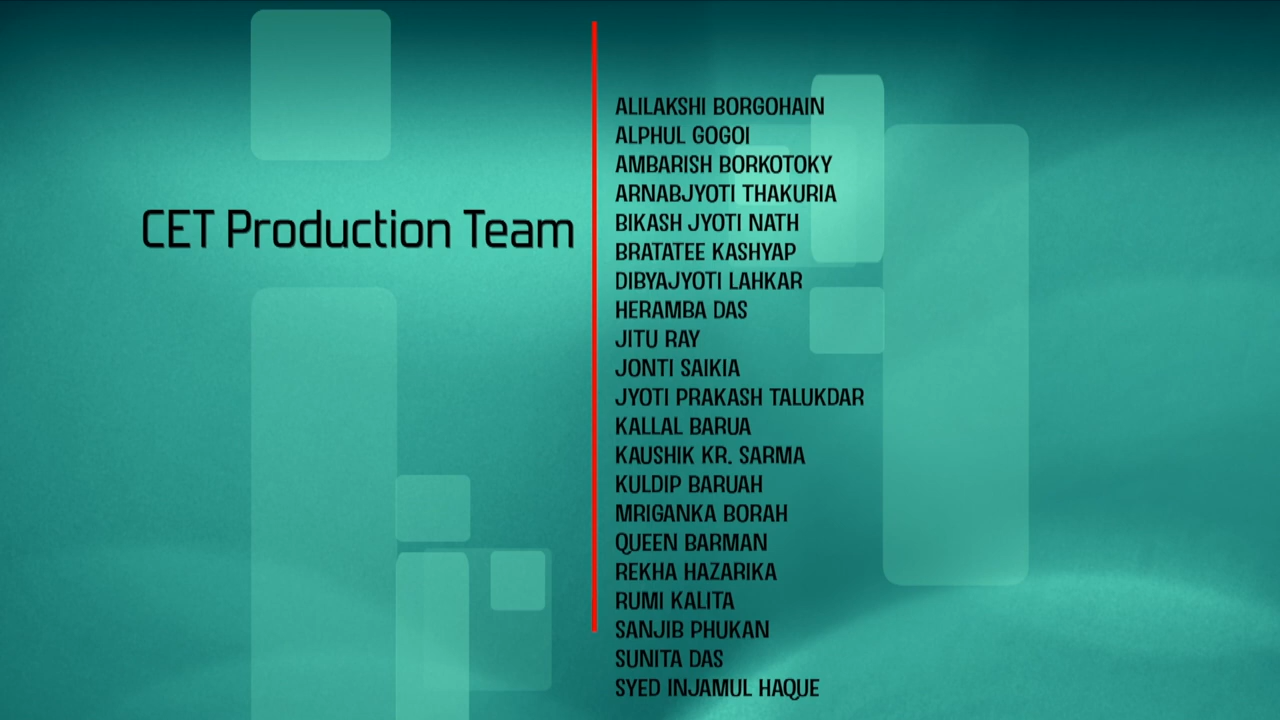 CET Production Team
ALILAKSHI BORGOHAIN
ALPHUL GOGOI
AMBARISH BORKOTOKY
ARNABJYOTI THAKURIA
BIKASH JYOTI NATH
BRATATEE KASHYAP
DIBYAJYOTI LAHKAR
HERAMBA DAS
JITU RAY
JONTI SAIKIA
JYOTI PRAKASH TALUKDAR
KALLAL BARUA
KAUSHIK KR. SARMA
KULDIP BARUAH
MRIGANKA BORAH
QUEEN BARMAN
REKHA HAZARIKA
RUMI KALITA
SANJIB PHUKAN
SUNITA DAS
SYED INJAMUL HAQUE